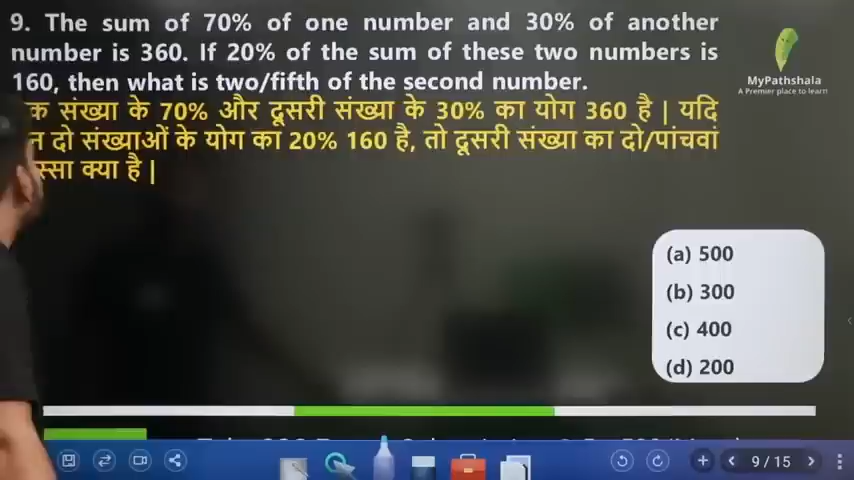 9. The sum of 70% of one number and 30% of another
number is 360. If 20% of the sum of these two numbers is
160, then what is two/fifth of the second number.
क संख्या के 70% और दूसरी संख्या के 30% का योग 360 है | यदि
न दो संख्याओं के योग का 20% 160 है, तो दूसरी संख्या का दो/पांचवां
स्सा क्या है |
MyPathshala
A Premier place to learn
(a) 500
(b) 300
(c) 400
(d) 200
9 / 15